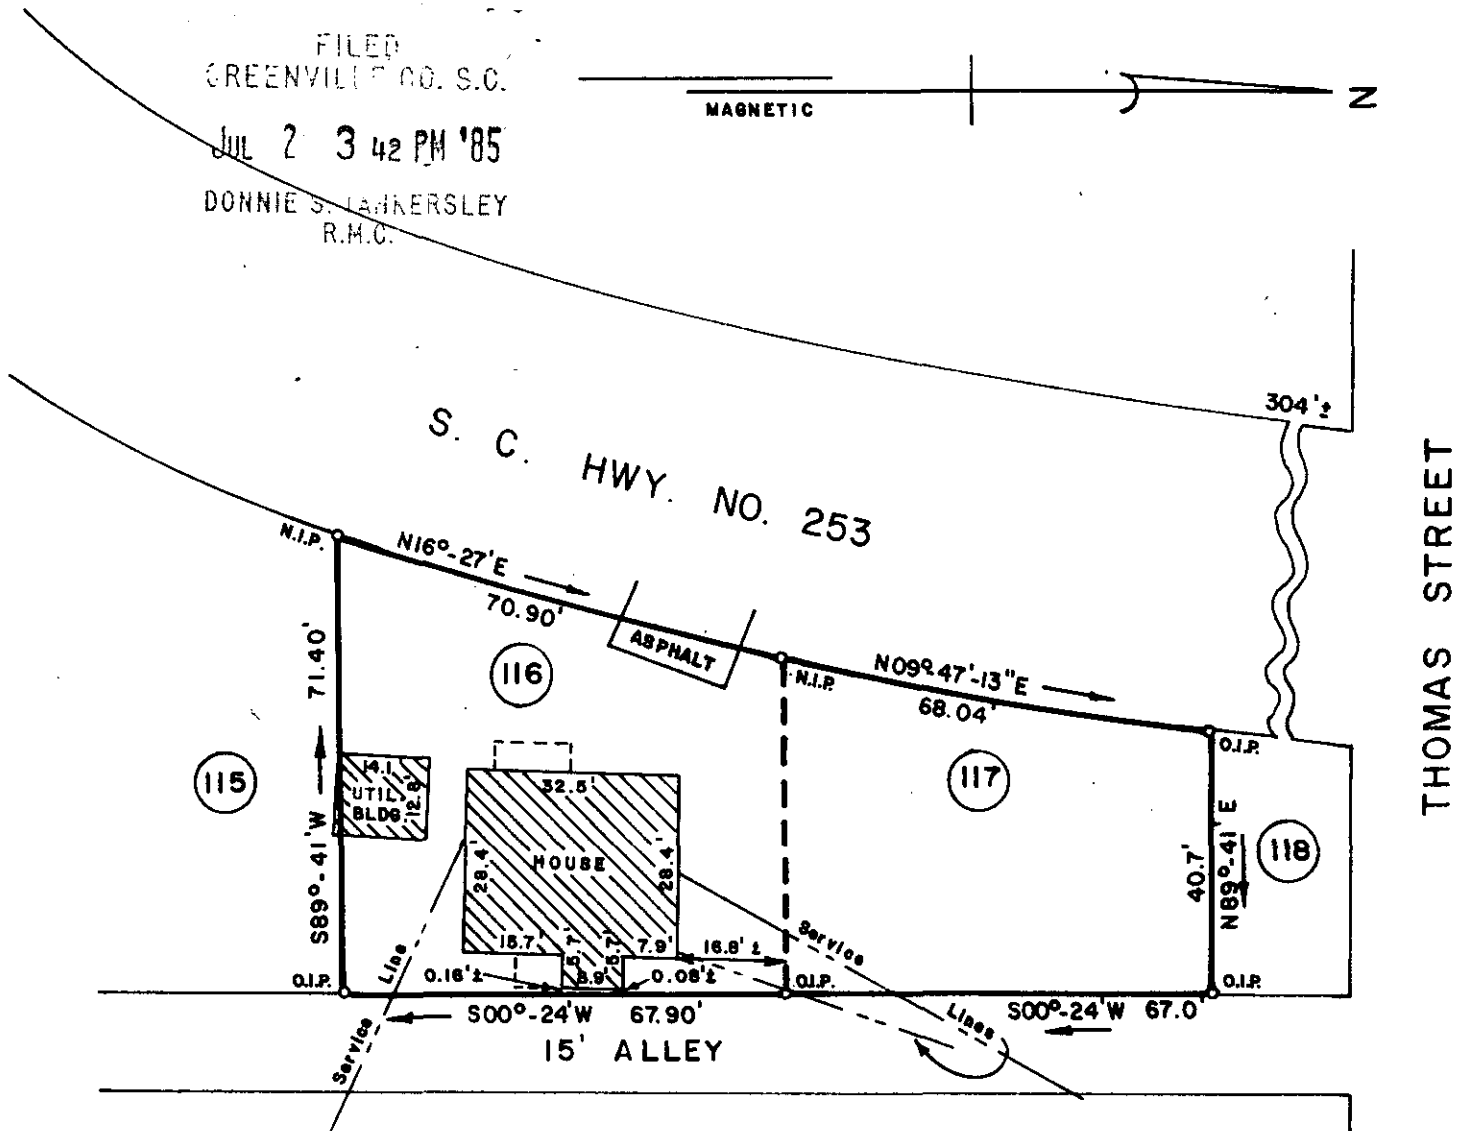 FILED
GREENVILLE CO. S.C.
JUL 2 3 42 PM '85
DONNIE S. TANKERSLEY
R.M.C.
MAGNETIC
N
304'±
S. C. HWY. NO. 253
THOMAS STREET
N.I.P.
N16°-27'E
70.90'
ASPHALT
N.I.P.
N09°.47'-13"E
68.04'
O.I.P.
71.40'
S89°-41'W
116
115
117
118
14.1
UTIL.
BLDG.
12.8'
32.5'
HOUSE
28.4'
28.4'
40.7'
N89°-41'E
15.7'
5.7'
5.7'
8.9'
7.9'
16.8'±
0.16'±
0.08'±
Service
Line
Service
Lines
O.I.P.
O.I.P.
O.I.P.
S00°-24'W 67.90'
S00°-24'W 67.0'
15' ALLEY